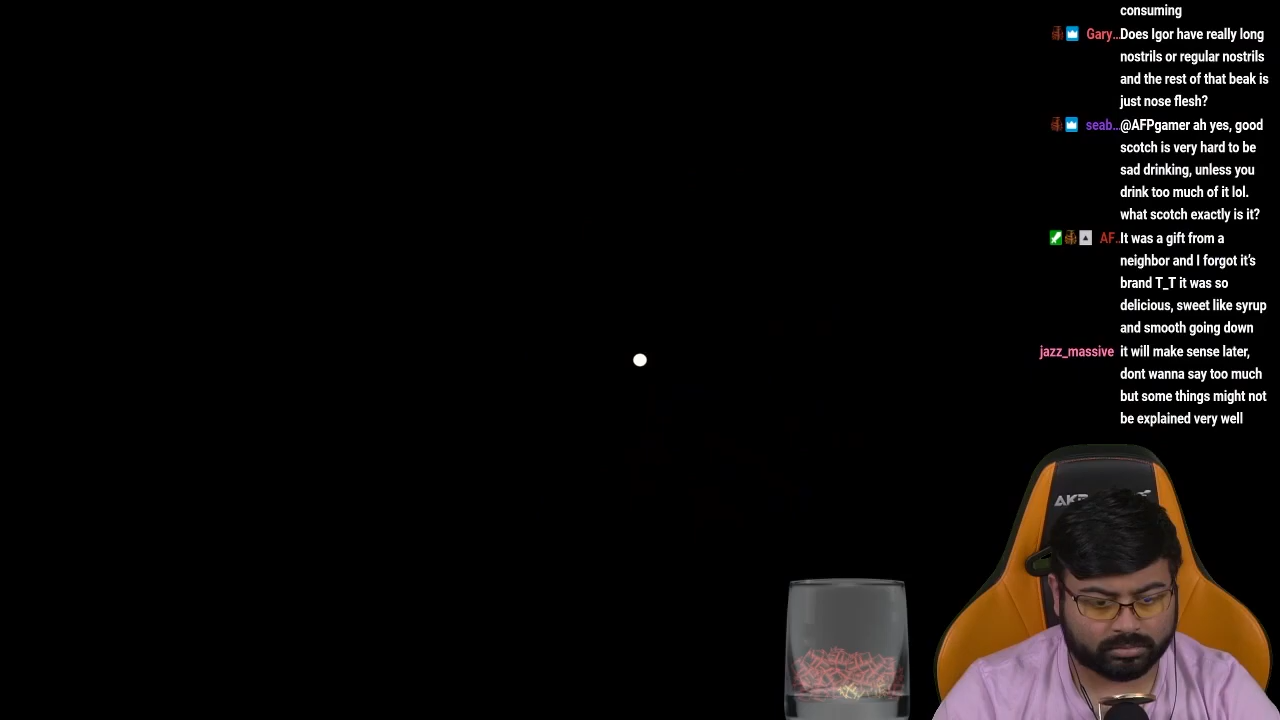 consuming
Gary... Does Igor have really long
nostrils or regular nostrils
and the rest of that beak is
just nose flesh?
seab... @AFPgamer ah yes, good
scotch is very hard to be
sad drinking, unless you
drink too much of it lol.
what scotch exactly is it?
AF... It was a gift from a
neighbor and I forgot it's
brand T_T it was so
delicious, sweet like syrup
and smooth going down
jazz_massive it will make sense later,
dont wanna say too much
but some things might not
be explained very well